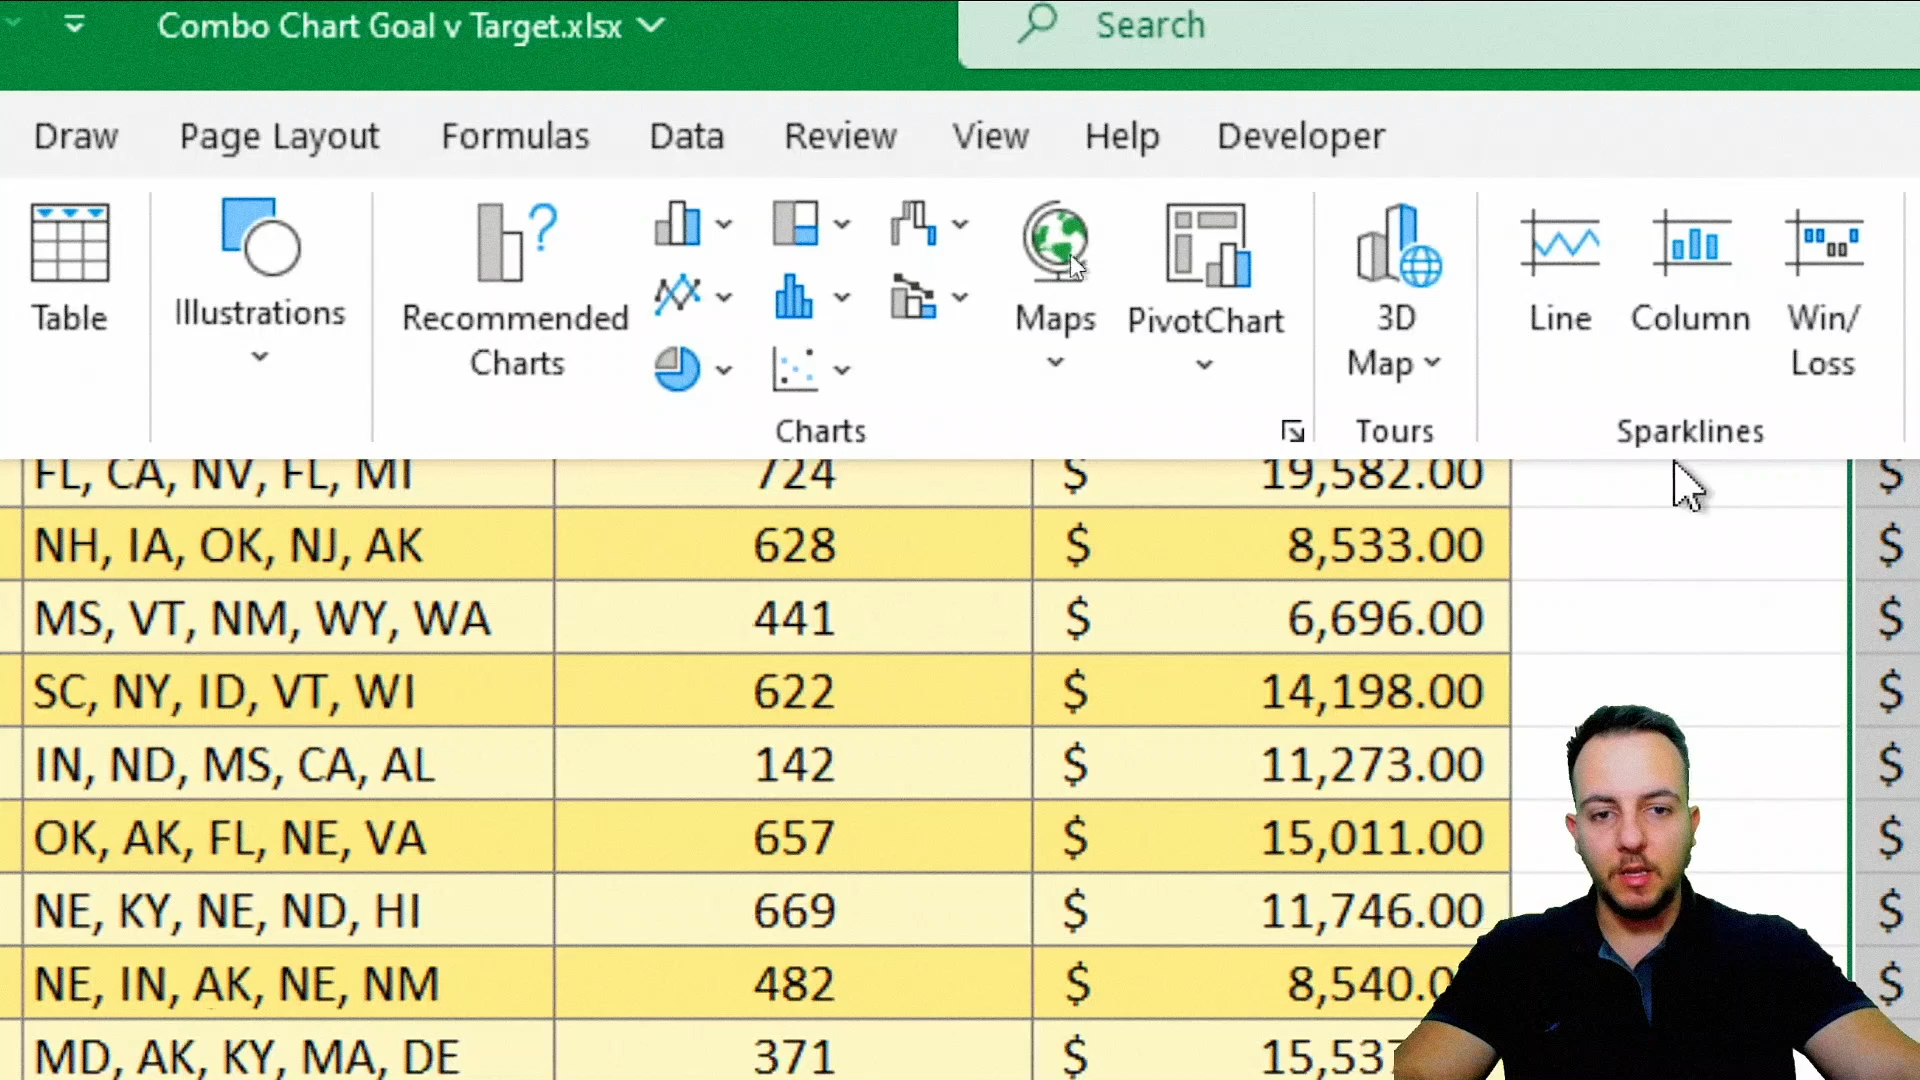 Combo Chart Goal v Target.xlsx
Search
Draw Page Layout Formulas Data Review View Help Developer
Table
Illustrations
Recommended
Charts
Maps
PivotChart
3D
Map
Line
Column
Win/
Loss
Charts
Tours
Sparklines
FL, CA, NV, FL, MI 724 $ 19,582.00 $
NH, IA, OK, NJ, AK 628 $ 8,533.00 $
MS, VT, NM, WY, WA 441 $ 6,696.00 $
SC, NY, ID, VT, WI 622 $ 14,198.00 $
IN, ND, MS, CA, AL 142 $ 11,273.00 $
OK, AK, FL, NE, VA 657 $ 15,011.00 $
NE, KY, NE, ND, HI 669 $ 11,746.00 $
NE, IN, AK, NE, NM 482 $ 8,540.0 $
MD, AK, KY, MA, DE 371 $ 15,537